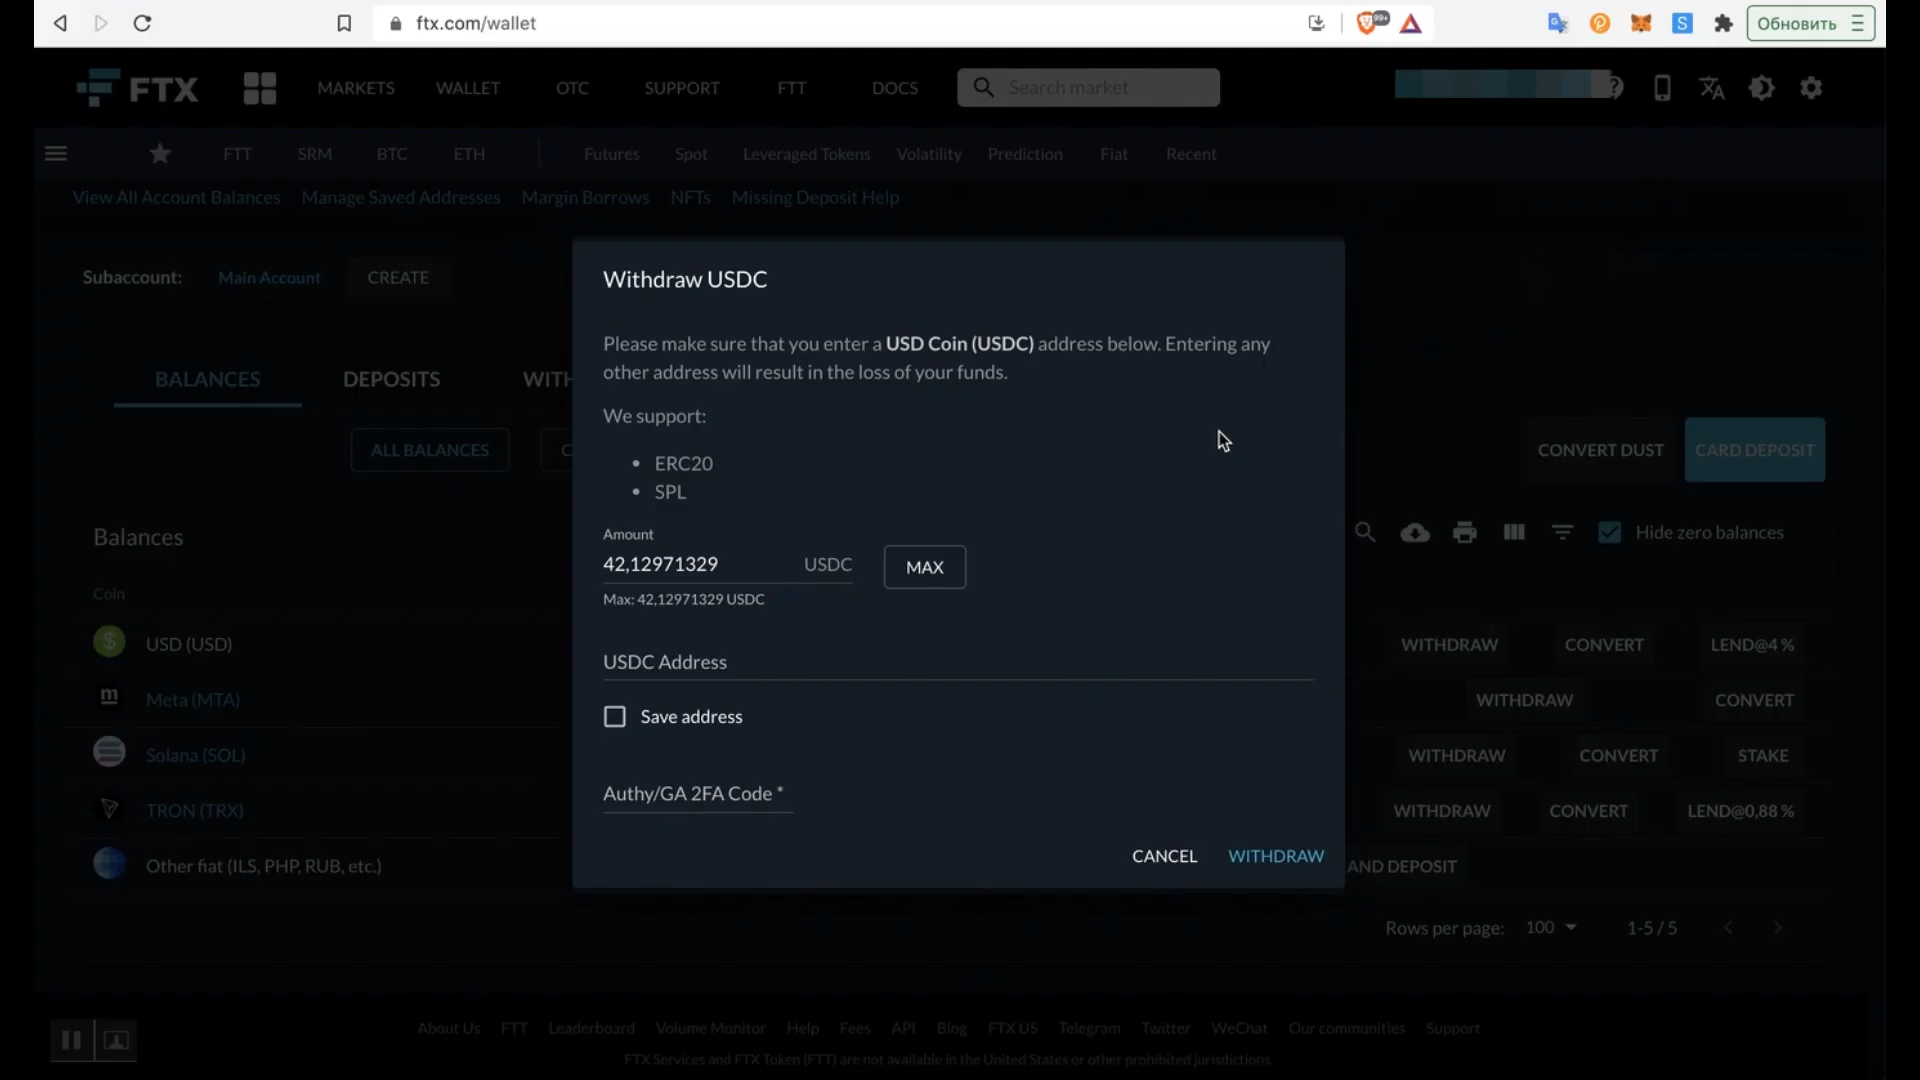 ftx.com/wallet
99+
S
Обновить
FTX
MARKETS
WALLET
OTC
SUPPORT
FTT
DOCS
Search market
FTT
SRM
BTC
ETH
Futures
Spot
Leveraged Tokens
Volatility
Prediction
Fiat
Recent
View All Account Balances
Manage Saved Addresses
Margin Borrows
NFTs
Missing Deposit Help
Subaccount:
Main Account
CREATE
BALANCES
DEPOSITS
WITH
ALL BALANCES
C
CONVERT DUST
CARD DEPOSIT
Balances
Hide zero balances
Coin
USD (USD)
WITHDRAW
CONVERT
LEND@4 %
Meta (MTA)
WITHDRAW
CONVERT
Solana (SOL)
WITHDRAW
CONVERT
STAKE
TRON (TRX)
WITHDRAW
CONVERT
LEND@0,88 %
Other fiat (ILS, PHP, RUB, etc.)
AND DEPOSIT
Rows per page:
100
1-5 / 5
Withdraw USDC
Please make sure that you enter a USD Coin (USDC) address below. Entering any
other address will result in the loss of your funds.
We support:
ERC20
SPL
Amount
42,12971329
USDC
MAX
Max: 42,12971329 USDC
USDC Address
Save address
Authy/GA 2FA Code *
CANCEL
WITHDRAW
About Us
FTT
Leaderboard
Volume Monitor
Help
Fees
API
Blog
FTX US
Telegram
Twitter
WeChat
Our communities
Support
FTX Services and FTX Token (FTT) are not available in the United States or other prohibited jurisdictions.